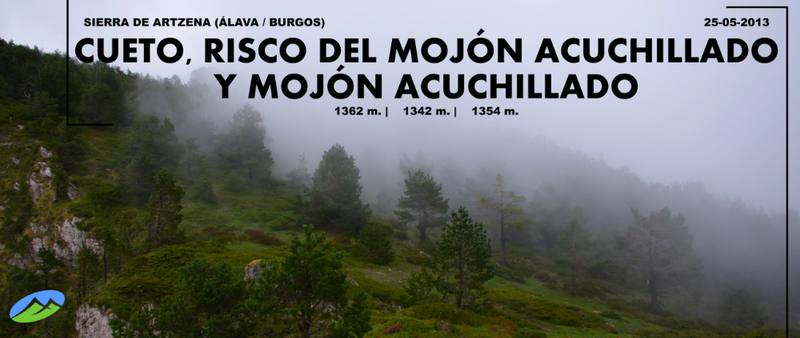 SIERRA DE ARTZENA (ÁLAVA / BURGOS)
25-05-2013
CUETO, RISCO DEL MOJÓN ACUCHILLADO
Y MOJÓN ACUCHILLADO
1362 m. | 1342 m. | 1354 m.